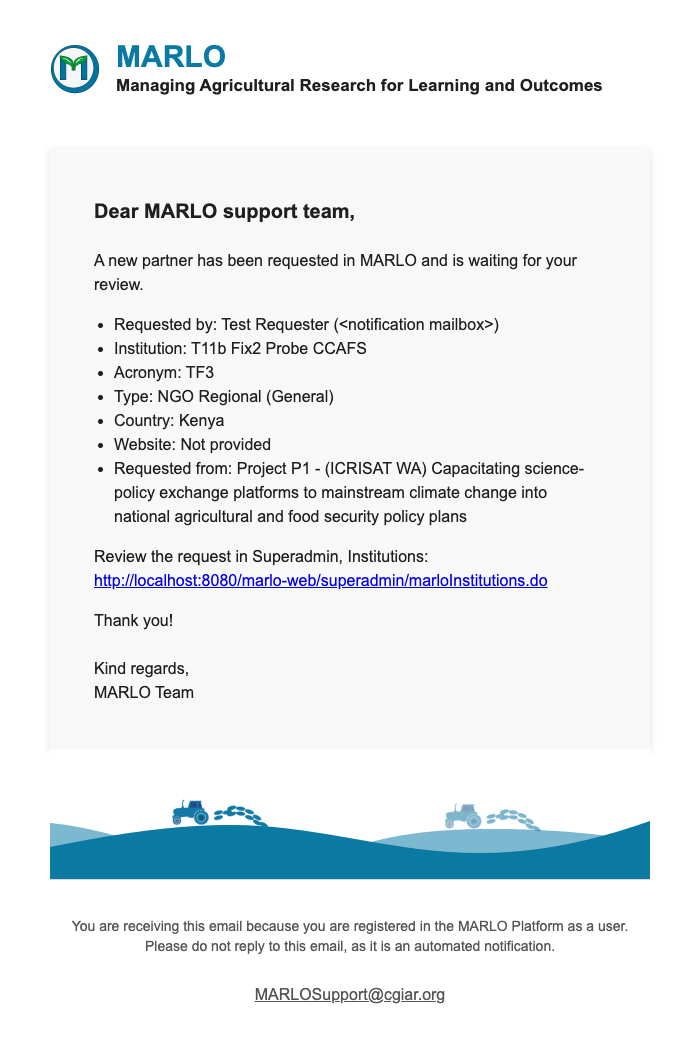 MARLO
Managing Agricultural Research for Learning and Outcomes
Dear MARLO support team,
A new partner has been requested in MARLO and is waiting for your
review.
• Requested by: Test Requester (<notification mailbox>)
• Institution: T11b Fix2 Probe CCAFS
• Acronym: TF3
• Type: NGO Regional (General)
• Country: Kenya
• Website: Not provided
• Requested from: Project P1 - (ICRISAT WA) Capacitating science-
policy exchange platforms to mainstream climate change into
national agricultural and food security policy plans
Review the request in Superadmin, Institutions:
http://localhost:8080/marlo-web/superadmin/marloInstitutions.do
Thank you!
Kind regards,
MARLO Team
You are receiving this email because you are registered in the MARLO Platform as a user.
Please do not reply to this email, as it is an automated notification.
MARLOSupport@cgiar.org